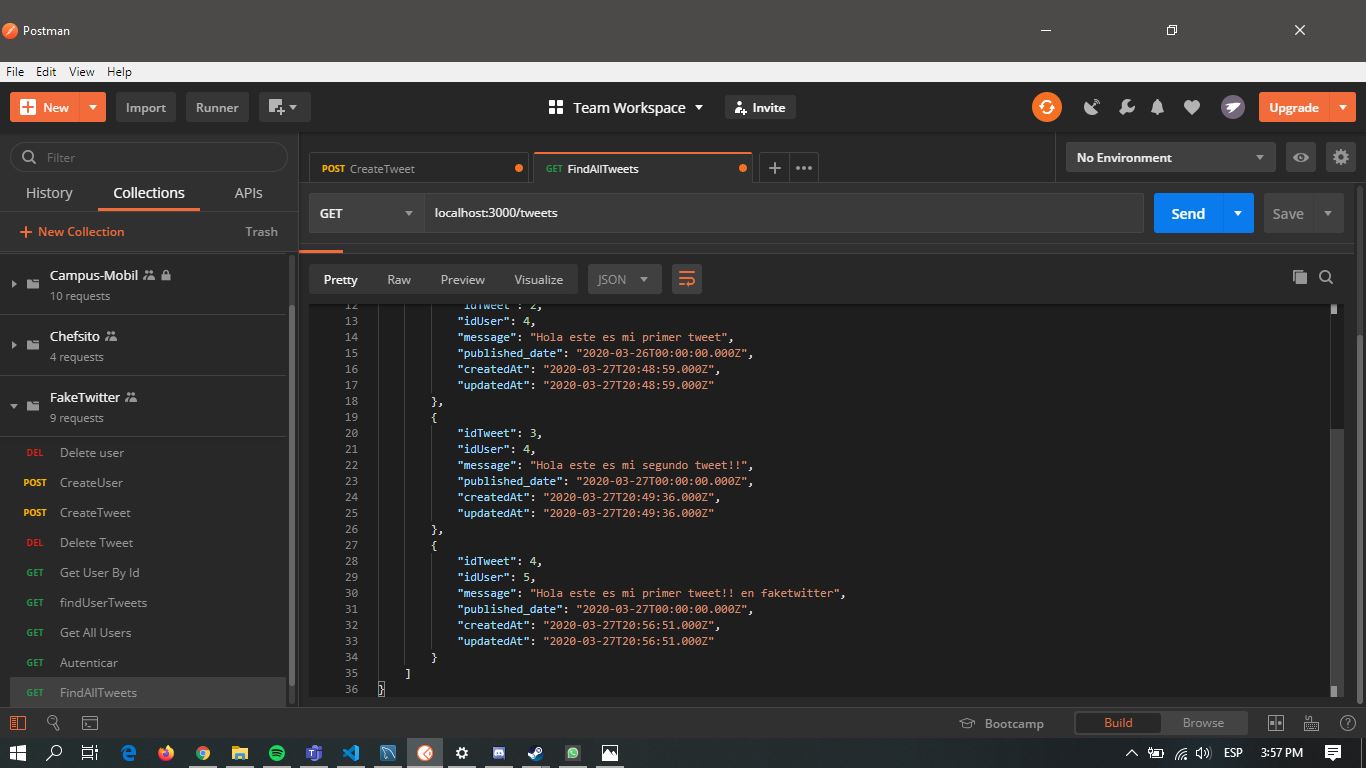 Postman
File Edit View Help
New Import Runner Team Workspace Invite Upgrade
Filter
History Collections APIs
New Collection Trash
Campus-Mobil
10 requests
Chefsito
4 requests
FakeTwitter
9 requests
DEL Delete user
POST CreateUser
POST CreateTweet
DEL Delete Tweet
GET Get User By Id
GET findUserTweets
GET Get All Users
GET Autenticar
GET FindAllTweets
POST CreateTweet GET FindAllTweets No Environment
GET localhost:3000/tweets Send Save
Pretty Raw Preview Visualize JSON
12 "idTweet": 2,
13 "idUser": 4,
14 "message": "Hola este es mi primer tweet",
15 "published_date": "2020-03-26T00:00:00.000Z",
16 "createdAt": "2020-03-27T20:48:59.000Z",
17 "updatedAt": "2020-03-27T20:48:59.000Z"
18 },
19 {
20 "idTweet": 3,
21 "idUser": 4,
22 "message": "Hola este es mi segundo tweet!!",
23 "published_date": "2020-03-27T00:00:00.000Z",
24 "createdAt": "2020-03-27T20:49:36.000Z",
25 "updatedAt": "2020-03-27T20:49:36.000Z"
26 },
27 {
28 "idTweet": 4,
29 "idUser": 5,
30 "message": "Hola este es mi primer tweet!! en faketwitter",
31 "published_date": "2020-03-27T00:00:00.000Z",
32 "createdAt": "2020-03-27T20:56:51.000Z",
33 "updatedAt": "2020-03-27T20:56:51.000Z"
34 }
35 ]
36 }
Bootcamp Build Browse
ESP 3:57 PM